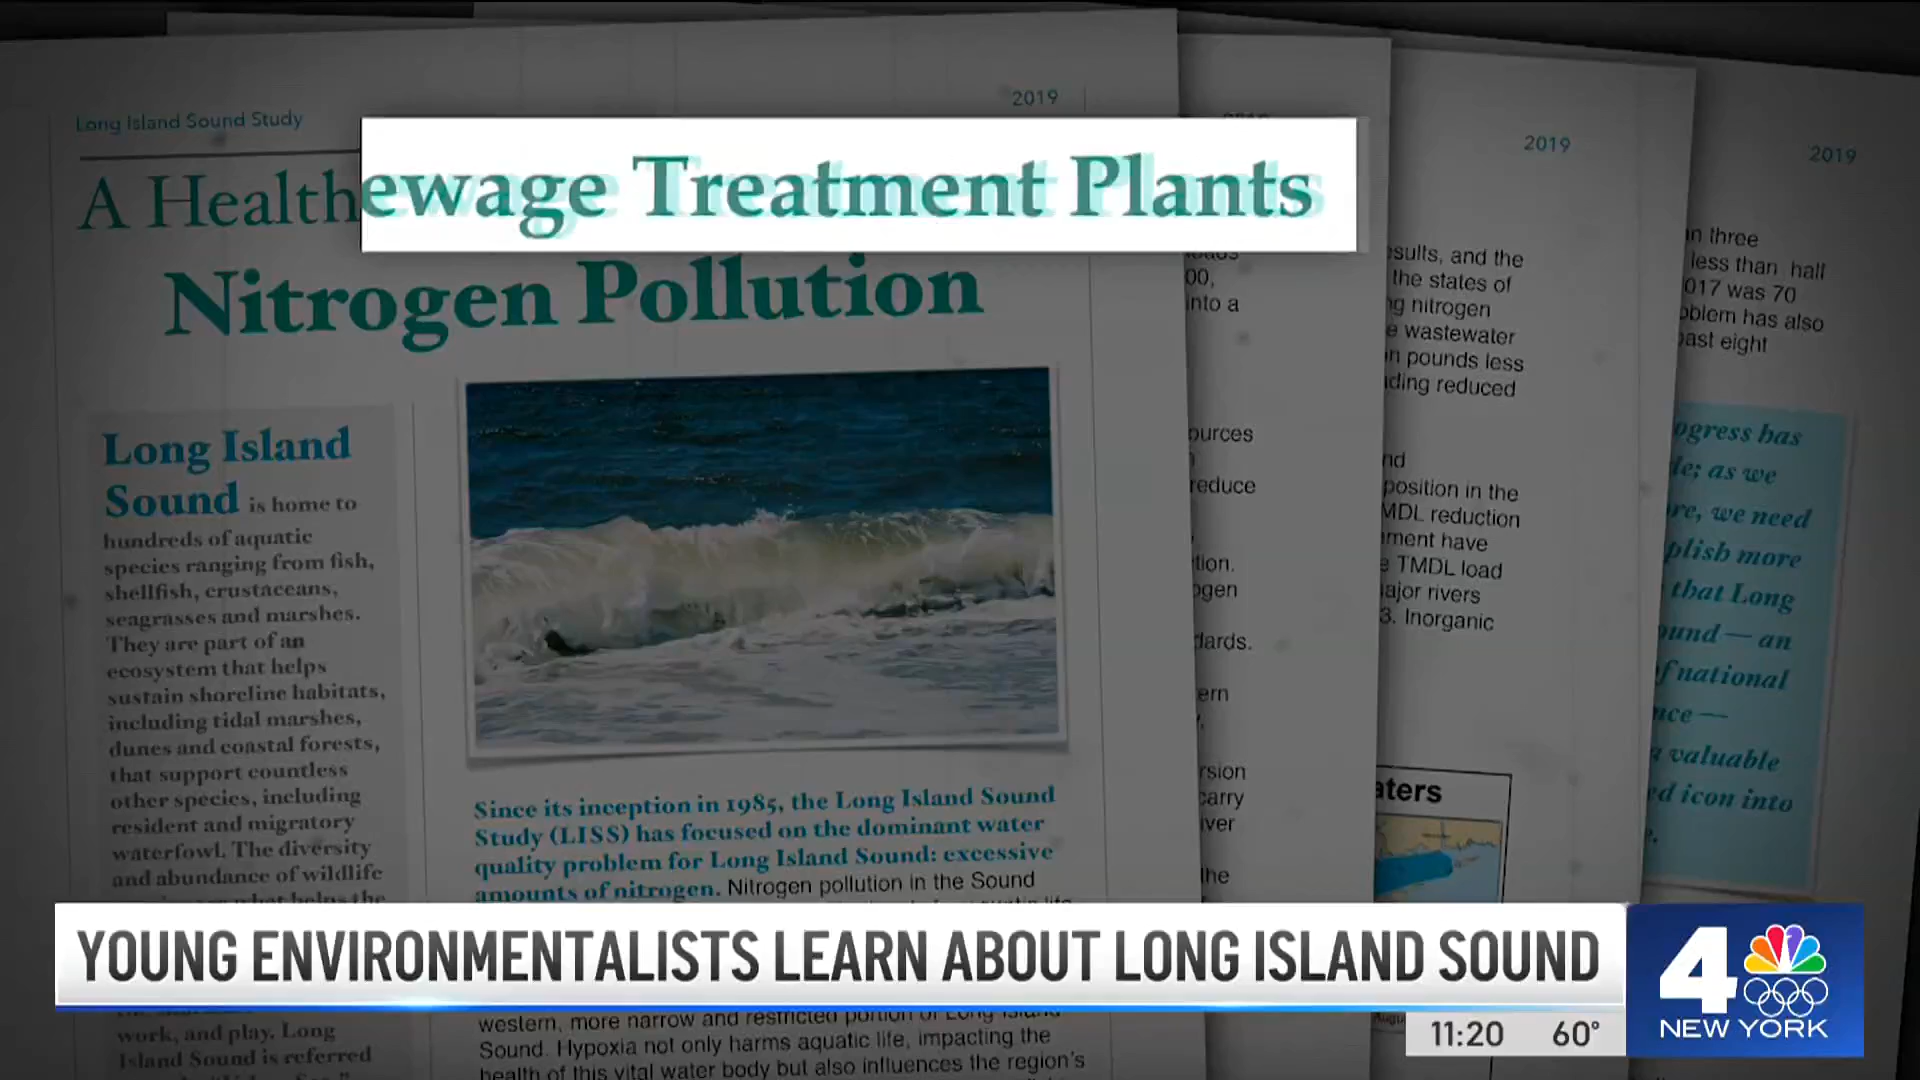 Long Island Sound Study
2019
A Health
ewage Treatment Plants
Nitrogen Pollution
Long Island
Sound is home to
hundreds of aquatic
species ranging from fish,
shellfish, crustaceans,
seagrasses and marshes.
They are part of an
ecosystem that helps
sustain shoreline habitats,
including tidal marshes,
dunes and coastal forests,
that support countless
other species, including
resident and migratory
waterfowl. The diversity
and abundance of wildlife
helps the
work, and play. Long
Island Sound is referred
Since its inception in 1985, the Long Island Sound
Study (LISS) has focused on the dominant water
quality problem for Long Island Sound: excessive
amounts of nitrogen. Nitrogen pollution in the Sound
western, more narrow and restricted portion of Long Island
Sound. Hypoxia not only harms aquatic life, impacting the
health of this vital water body but also influences the region's
00,
into a
ources
reduce
tion.
ogen
dards.
ern
rsion
carry
iver
the
2019
esults, and the
the states of
ng nitrogen
e wastewater
on pounds less
ding reduced
nd
position in the
MDL reduction
ment have
e TMDL load
ajor rivers
3. Inorganic
aters
2019
in three
less than half
017 was 70
oblem has also
past eight
ogress has
de; as we
re, we need
plish more
that Long
ound — an
of national
nce —
a valuable
ed icon into
e.
YOUNG ENVIRONMENTALISTS LEARN ABOUT LONG ISLAND SOUND
4
NEW YORK
11:20 60°